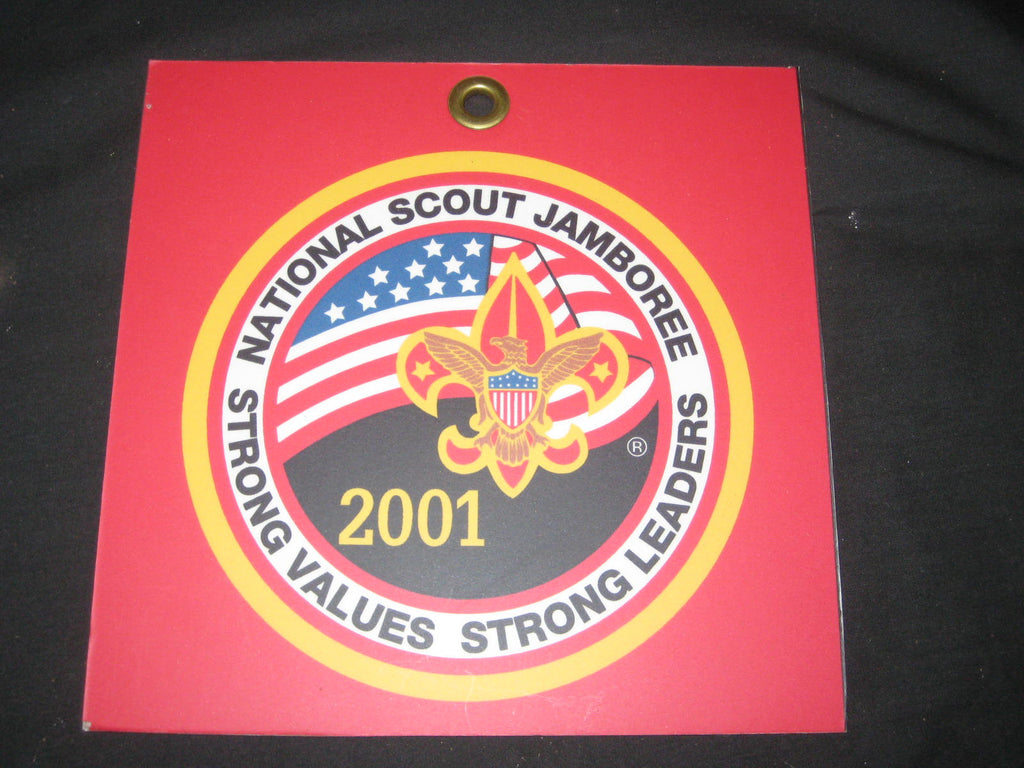 NATIONAL SCOUT JAMBOREE
STRONG VALUES STRONG LEADERS
2001
®